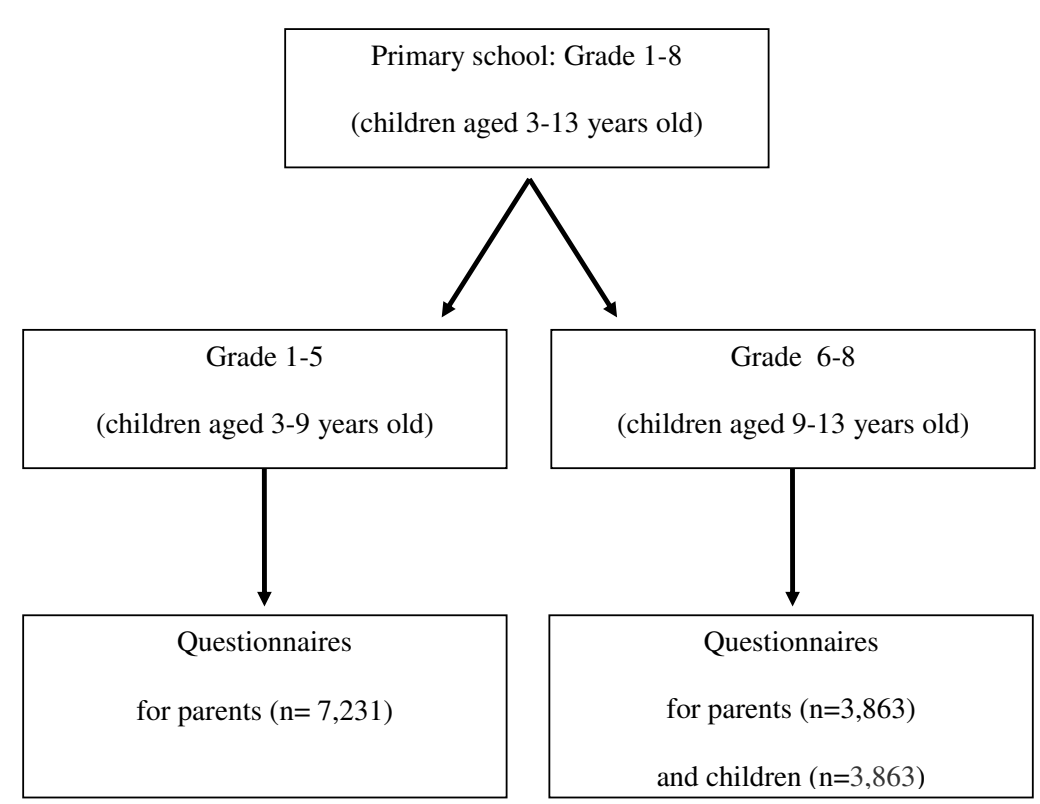 Primary school: Grade 1-8
(children aged 3-13 years old)
Grade 1-5
(children aged 3-9 years old)
Grade 6-8
(children aged 9-13 years old)
Questionnaires
for parents (n= 7,231)
Questionnaires
for parents (n=3,863)
and children (n=3,863)